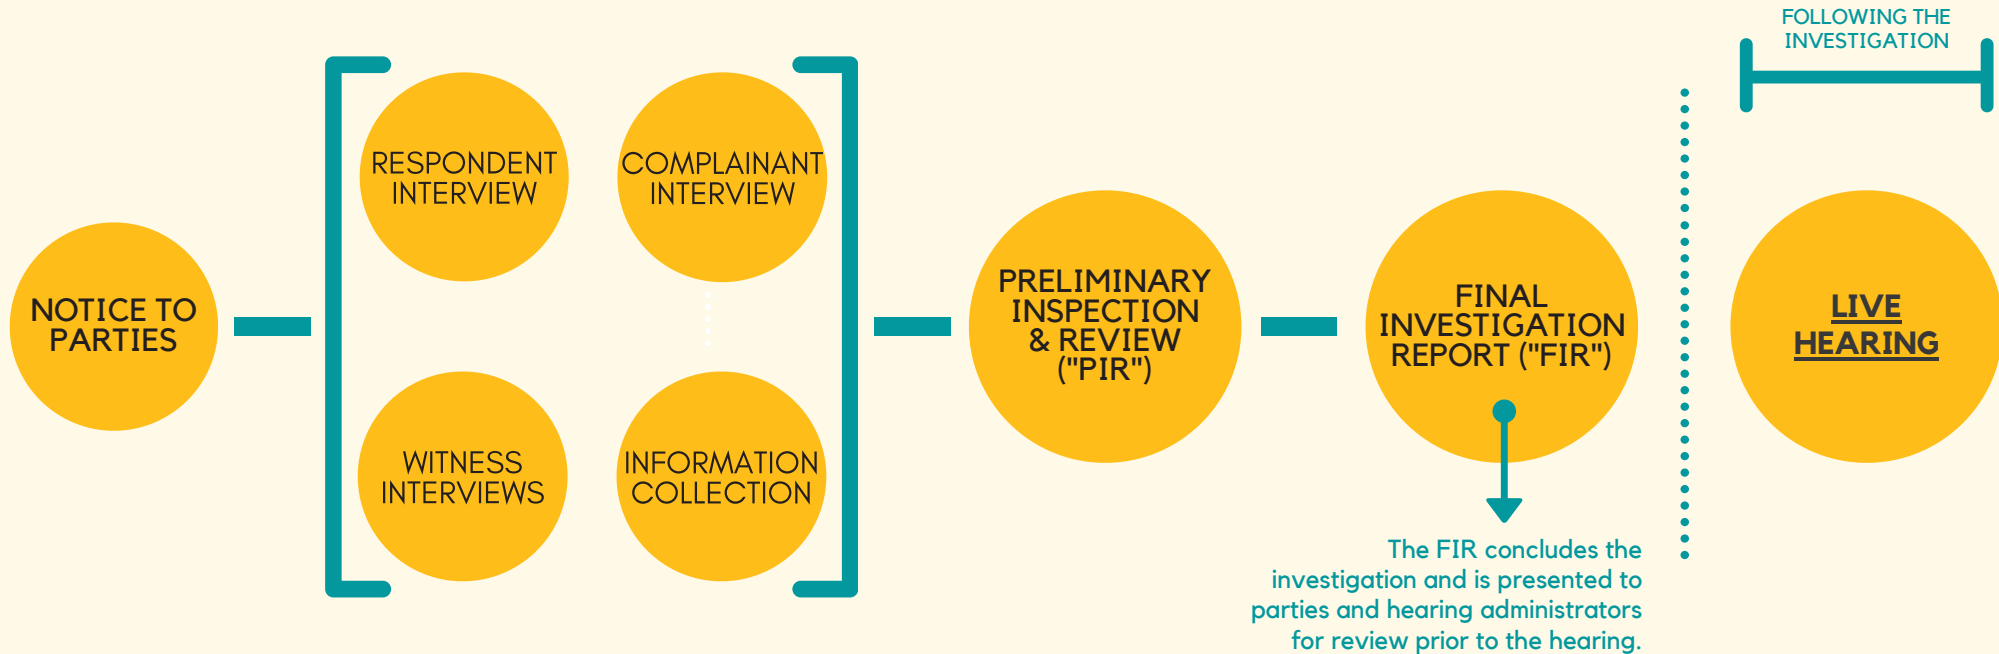 FOLLOWING THE
INVESTIGATION
RESPONDENT
INTERVIEW
COMPLAINANT
INTERVIEW
NOTICE TO
PARTIES
WITNESS
INTERVIEWS
INFORMATION
COLLECTION
PRELIMINARY
INSPECTION
& REVIEW
("PIR")
FINAL
INVESTIGATION
REPORT ("FIR")
The FIR concludes the
investigation and is presented to
parties and hearing administrators
for review prior to the hearing.
LIVE
HEARING